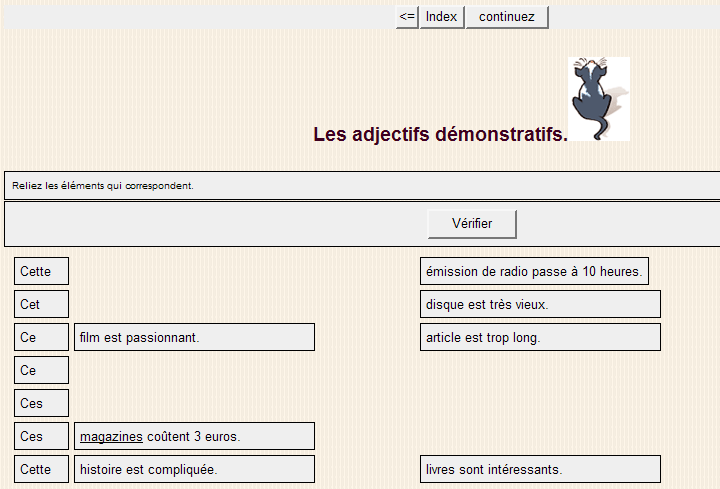 <= Index continuez
Les adjectifs démonstratifs.
Reliez les éléments qui correspondent.
Vérifier
Cette émission de radio passe à 10 heures.
Cet disque est très vieux.
Ce film est passionnant. article est trop long.
Ce
Ces
Ces magazines coûtent 3 euros.
Cette histoire est compliquée. livres sont intéressants.